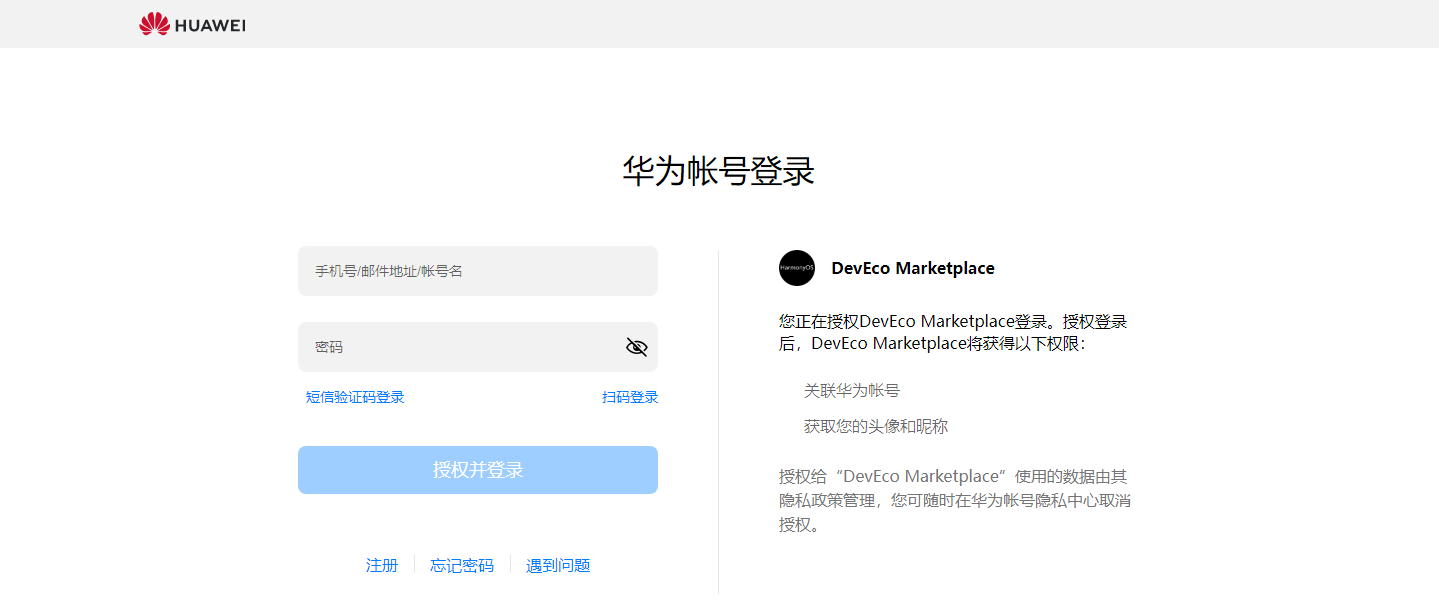 HUAWEI
华为帐号登录
手机号/邮件地址/帐号名
密码
短信验证码登录
扫码登录
授权并登录
注册
忘记密码
遇到问题
HarmonyOS
DevEco Marketplace
您正在授权DevEco Marketplace登录。授权登录
后，DevEco Marketplace将获得以下权限：
关联华为帐号
获取您的头像和昵称
授权给“DevEco Marketplace”使用的数据由其
隐私政策管理，您可随时在华为帐号隐私中心取消
授权。